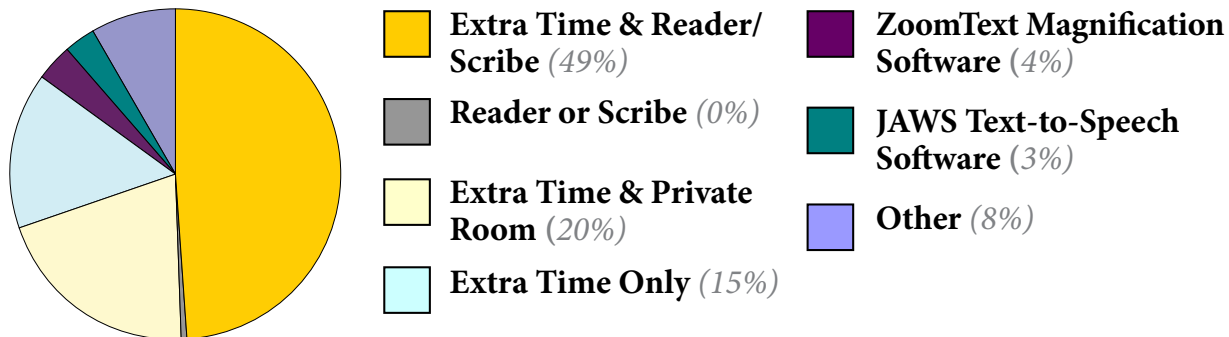 Extra Time & Reader/
Scribe (49%)
Reader or Scribe (0%)
Extra Time & Private
Room (20%)
Extra Time Only (15%)
ZoomText Magnification
Software (4%)
JAWS Text-to-Speech
Software (3%)
Other (8%)